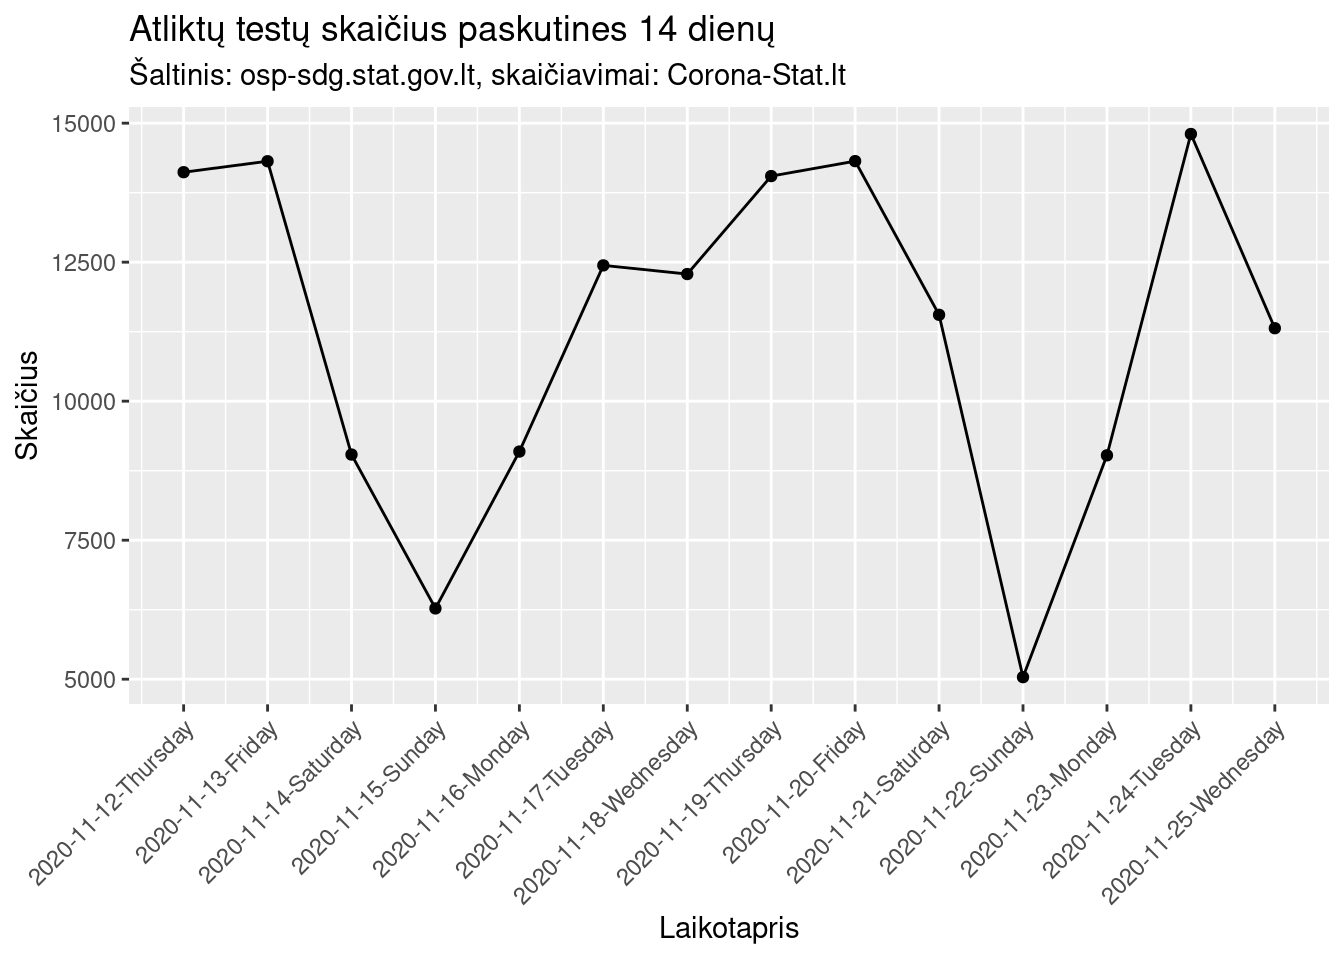 Atliktų testų skaičius paskutines 14 dienų
Šaltinis: osp-sdg.stat.gov.lt, skaičiavimai: Corona-Stat.lt
Skaičius
15000
12500
10000
7500
5000
2020-11-12-Thursday
2020-11-13-Friday
2020-11-14-Saturday
2020-11-15-Sunday
2020-11-16-Monday
2020-11-17-Tuesday
2020-11-18-Wednesday
2020-11-19-Thursday
2020-11-20-Friday
2020-11-21-Saturday
2020-11-22-Sunday
2020-11-23-Monday
2020-11-24-Tuesday
2020-11-25-Wednesday
Laikotapris